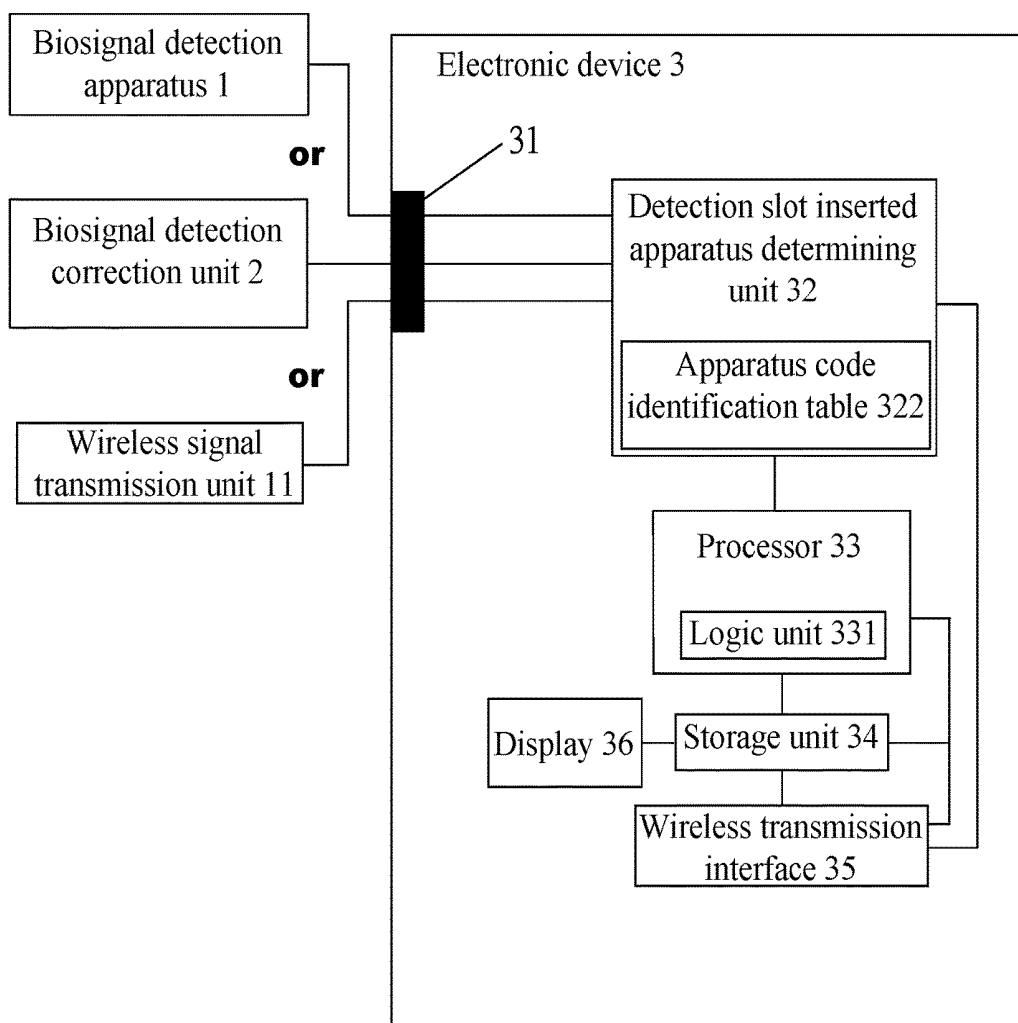 Biosignal detection
apparatus 1
Electronic device 3
or
31
Biosignal detection
correction unit 2
Detection slot inserted
apparatus determining
unit 32
or
Apparatus code
identification table 322
Wireless signal
transmission unit 11
Processor 33
Logic unit 331
Display 36
Storage unit 34
Wireless transmission
interface 35